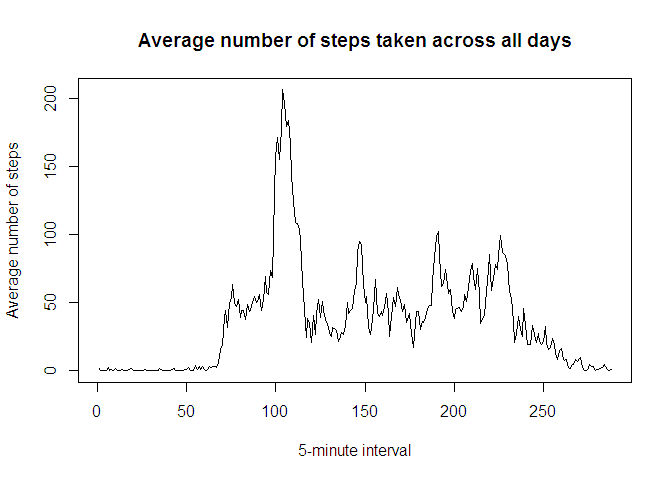 Average number of steps taken across all days
Average number of steps
200
150
100
50
0
0 50 100 150 200 250
5-minute interval